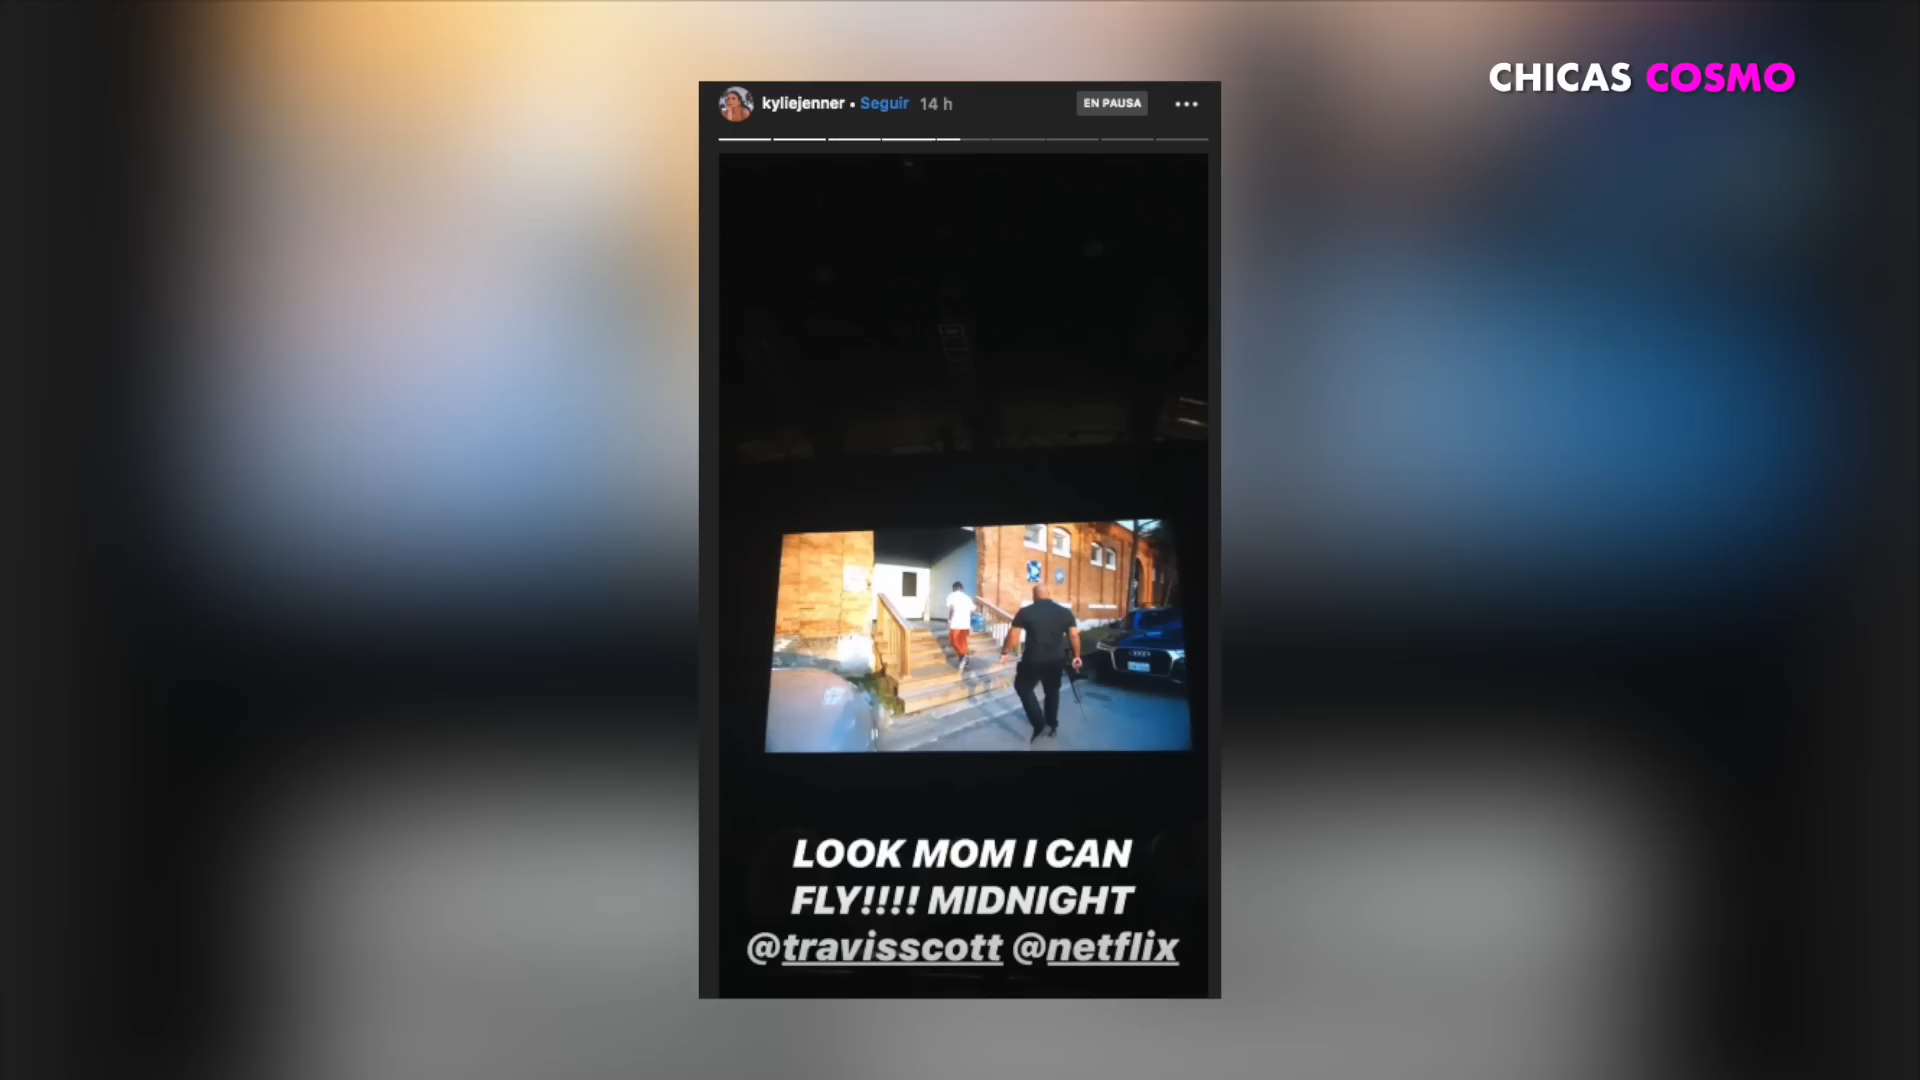 CHICAS COSMO
kyliejenner • Seguir 14 h
EN PAUSA
LOOK MOM I CAN
FLY!!!! MIDNIGHT
@travisscott @netflix